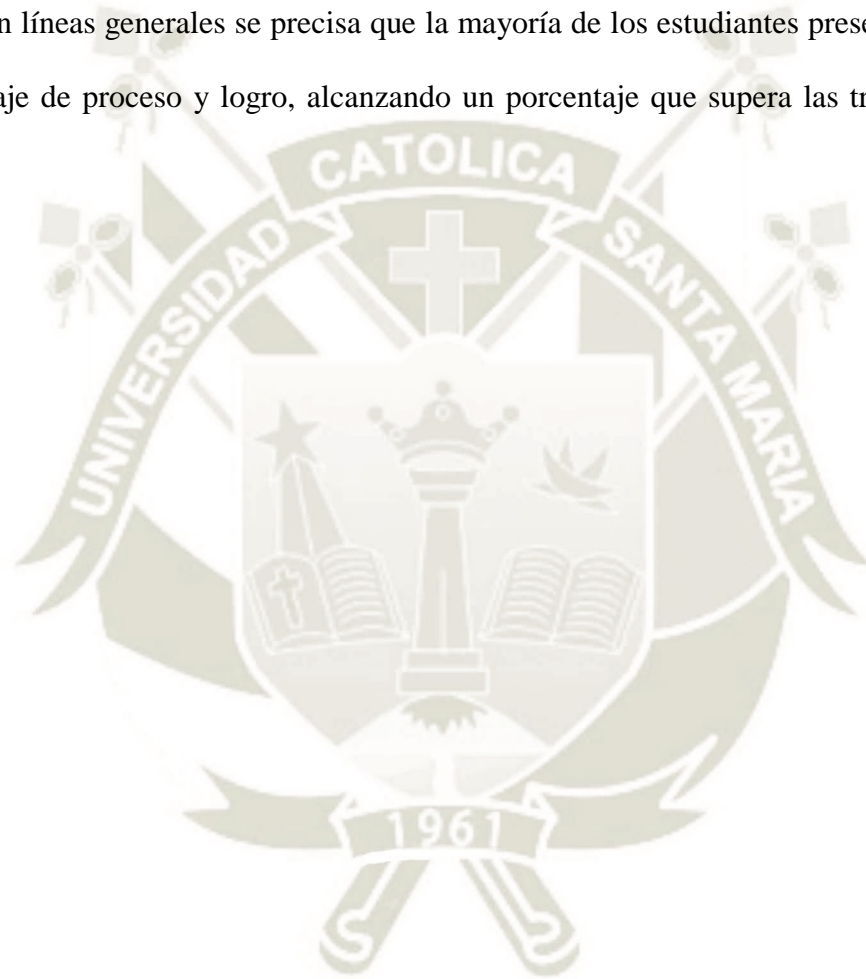 n líneas generales se precisa que la mayoría de los estudiantes prese
aje de proceso y logro, alcanzando un porcentaje que supera las tr
UNIVERSIDAD CATOLICA SANTA MARIA
1961